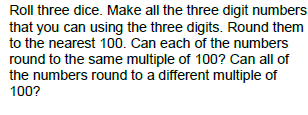 Roll three dice. Make all the three digit numbers
that you can using the three digits. Round them
to the nearest 100. Can each of the numbers
round to the same multiple of 100? Can all of
the numbers round to a different multiple of
100?